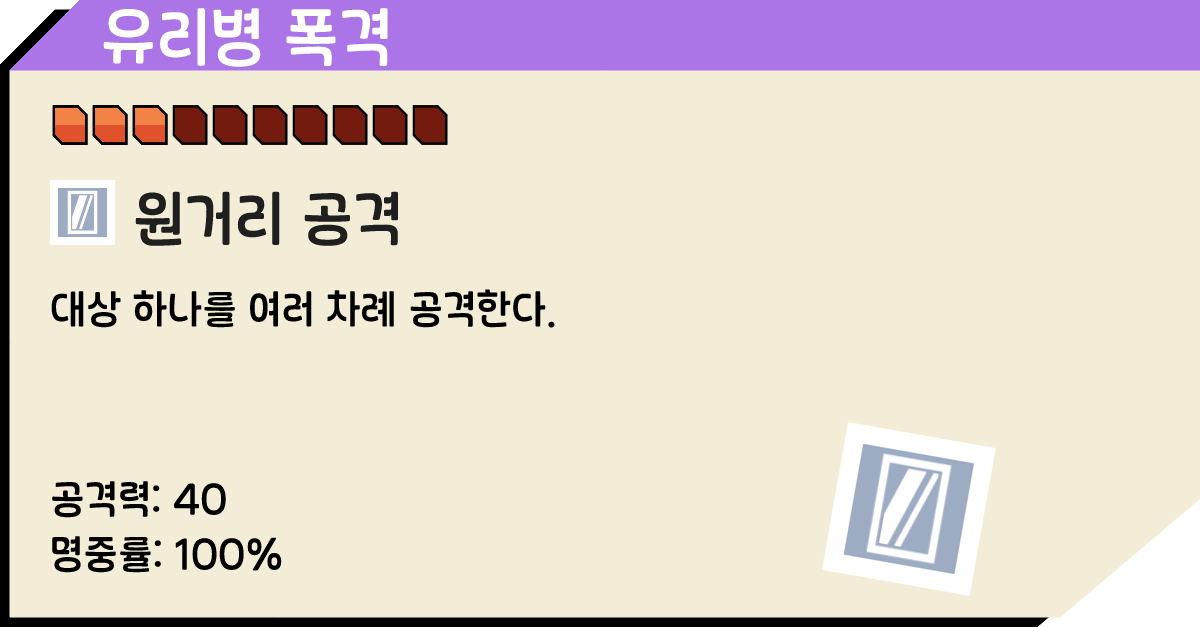 유리병 폭격
원거리 공격
대상 하나를 여러 차례 공격한다.
공격력: 40
명중률: 100%